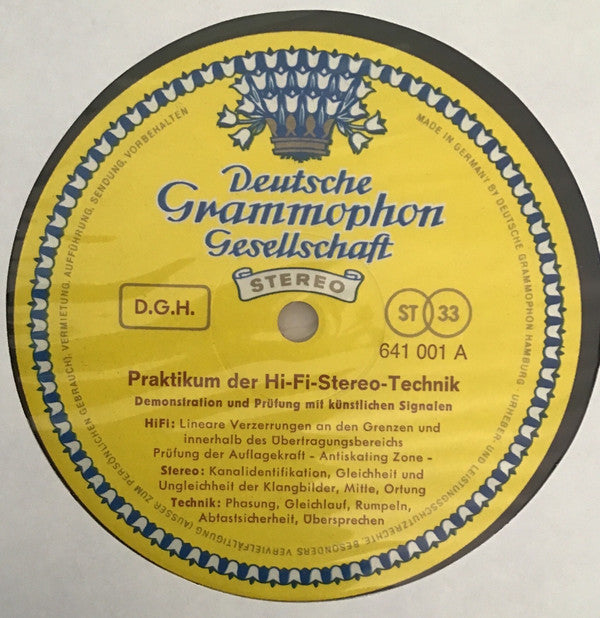 Deutsche
Grammophon
Gesellschaft
STEREO
D.G.H.
ST 33
641 001 A
Praktikum der Hi-Fi-Stereo-Technik
Demonstration und Prüfung mit künstlichen Signalen
HiFi: Lineare Verzerrungen an den Grenzen und
innerhalb des Übertragungsbereichs
Prüfung der Auflagekraft - Antiskating Zone -
Stereo: Kanalidentifikation, Gleichheit und
Ungleichheit der Klangbilder, Mitte, Ortung
Technik: Phasung, Gleichlauf, Rumpeln,
Abtastsicherheit, Übersprechen
MADE IN GERMANY BY DEUTSCHE GRAMMOPHON HAMBURG · URHEBER- UND LEISTUNGSSCHUTZRECHTE, BESONDERS VERVIELFÄLTIGUNG (AUSSER ZUM PERSÖNLICHEN GEBRAUCH), VERMIETUNG, AUFFÜHRUNG, SENDUNG, VORBEHALTEN